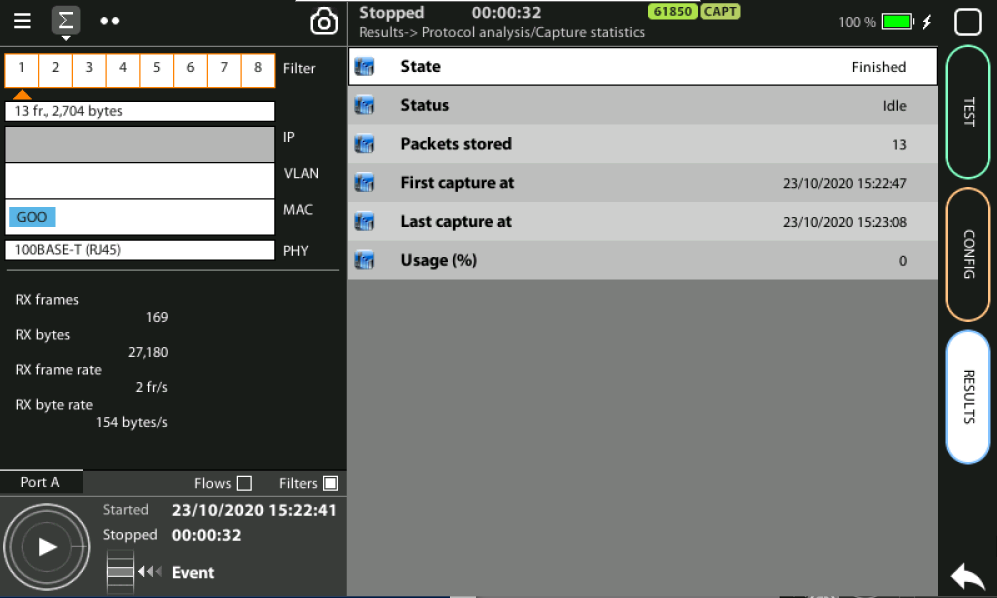 Stopped 00:00:32 61850 CAPT 100 %
Results-> Protocol analysis/Capture statistics
1 2 3 4 5 6 7 8 Filter
13 fr., 2,704 bytes
IP
VLAN
GOO MAC
100BASE-T (RJ45) PHY
RX frames
169
RX bytes
27,180
RX frame rate
2 fr/s
RX byte rate
154 bytes/s
Port A Flows Filters
Started 23/10/2020 15:22:41
Stopped 00:00:32
Event
State Finished
Status Idle
Packets stored 13
First capture at 23/10/2020 15:22:47
Last capture at 23/10/2020 15:23:08
Usage (%) 0
TEST
CONFIG
RESULTS